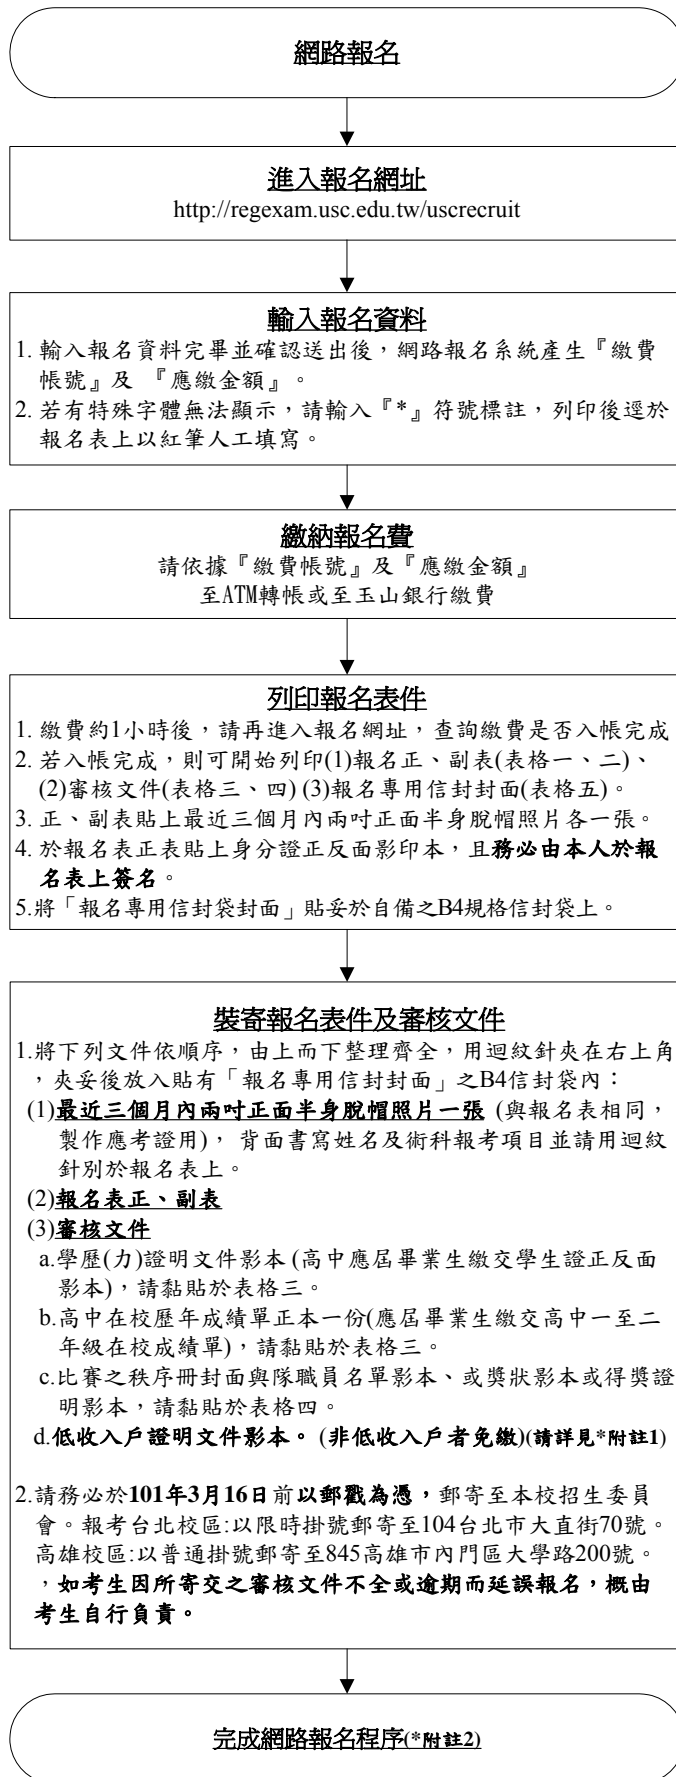 網路報名
進入報名網址
http://regexam.usc.edu.tw/uscrecruit
輸入報名資料
1. 輸入報名資料完畢並確認送出後，網路報名系統產生『繳費
帳號』及 『應繳金額』。
2. 若有特殊字體無法顯示，請輸入『*』符號標註，列印後逕於
報名表上以紅筆人工填寫。
繳納報名費
請依據『繳費帳號』及『應繳金額』
至ATM轉帳或至玉山銀行繳費
列印報名表件
1. 繳費約1小時後，請再進入報名網址，查詢繳費是否入帳完成
2. 若入帳完成，則可開始列印(1)報名正、副表(表格一、二)、
(2)審核文件(表格三、四) (3)報名專用信封封面(表格五)。
3. 正、副表貼上最近三個月內兩吋正面半身脫帽照片各一張。
4. 於報名表正表貼上身分證正反面影印本，且務必由本人於報
名表上簽名。
5.將「報名專用信封袋封面」貼妥於自備之B4規格信封袋上。
裝寄報名表件及審核文件
1.將下列文件依順序，由上而下整理齊全，用迴紋針夾在右上角
，夾妥後放入貼有「報名專用信封封面」之B4信封袋內：
(1)最近三個月內兩吋正面半身脫帽照片一張 (與報名表相同，
製作應考證用)， 背面書寫姓名及術科報考項目並請用迴紋
針別於報名表上。
(2)報名表正、副表
(3)審核文件
a.學歷(力)證明文件影本 (高中應屆畢業生繳交學生證正反面
影本)，請黏貼於表格三。
b.高中在校歷年成績單正本一份(應屆畢業生繳交高中一至二
年級在校成績單)，請黏貼於表格三。
c.比賽之秩序冊封面與隊職員名單影本、或獎狀影本或得獎證
明影本，請黏貼於表格四。
d.低收入戶證明文件影本。 (非低收入戶者免繳)(請詳見*附註1)
2.請務必於101年3月16日前以郵戳為憑，郵寄至本校招生委員
會。報考台北校區:以限時掛號郵寄至104台北市大直街70號。
高雄校區:以普通掛號郵寄至845高雄市內門區大學路200號。
，如考生因所寄交之審核文件不全或逾期而延誤報名，概由
考生自行負責。
完成網路報名程序(*附註2)